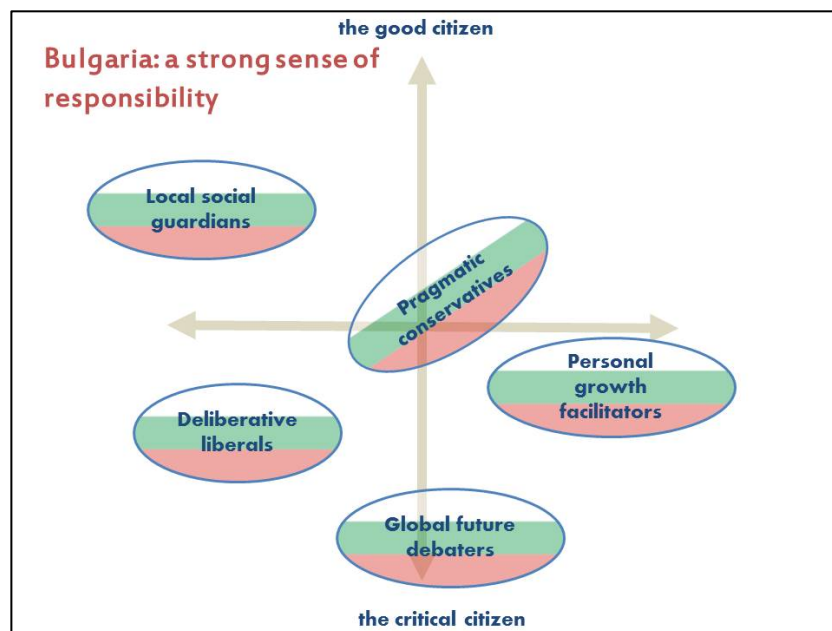 the good citizen
Bulgaria: a strong sense of
responsibility
Local social
guardians
Pragmatic
conservatives
Personal
growth
facilitators
Deliberative
liberals
Global future
debaters
the critical citizen